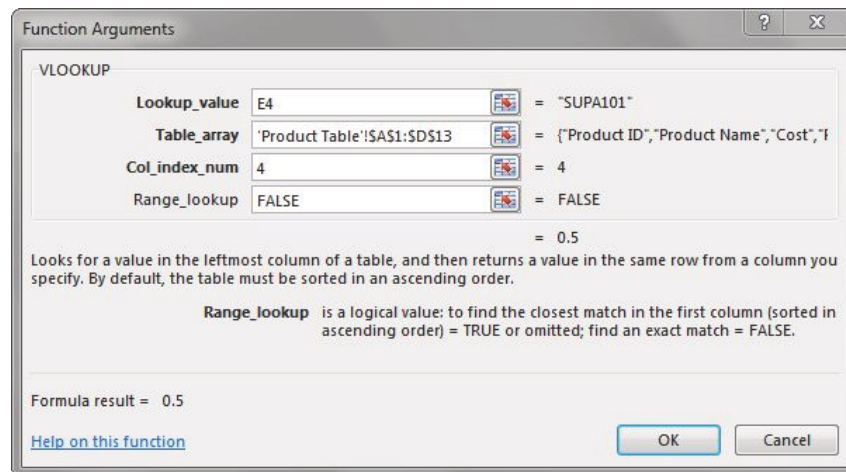 Function Arguments
VLOOKUP
Lookup_value E4 = "SUPA101"
Table_array 'Product Table'!$A$1:$D$13 = {"Product ID","Product Name","Cost","F
Col_index_num 4 = 4
Range_lookup FALSE = FALSE
= 0.5
Looks for a value in the leftmost column of a table, and then returns a value in the same row from a column you
specify. By default, the table must be sorted in an ascending order.
Range_lookup is a logical value: to find the closest match in the first column (sorted in
ascending order) = TRUE or omitted; find an exact match = FALSE.
Formula result = 0.5
Help on this function OK Cancel